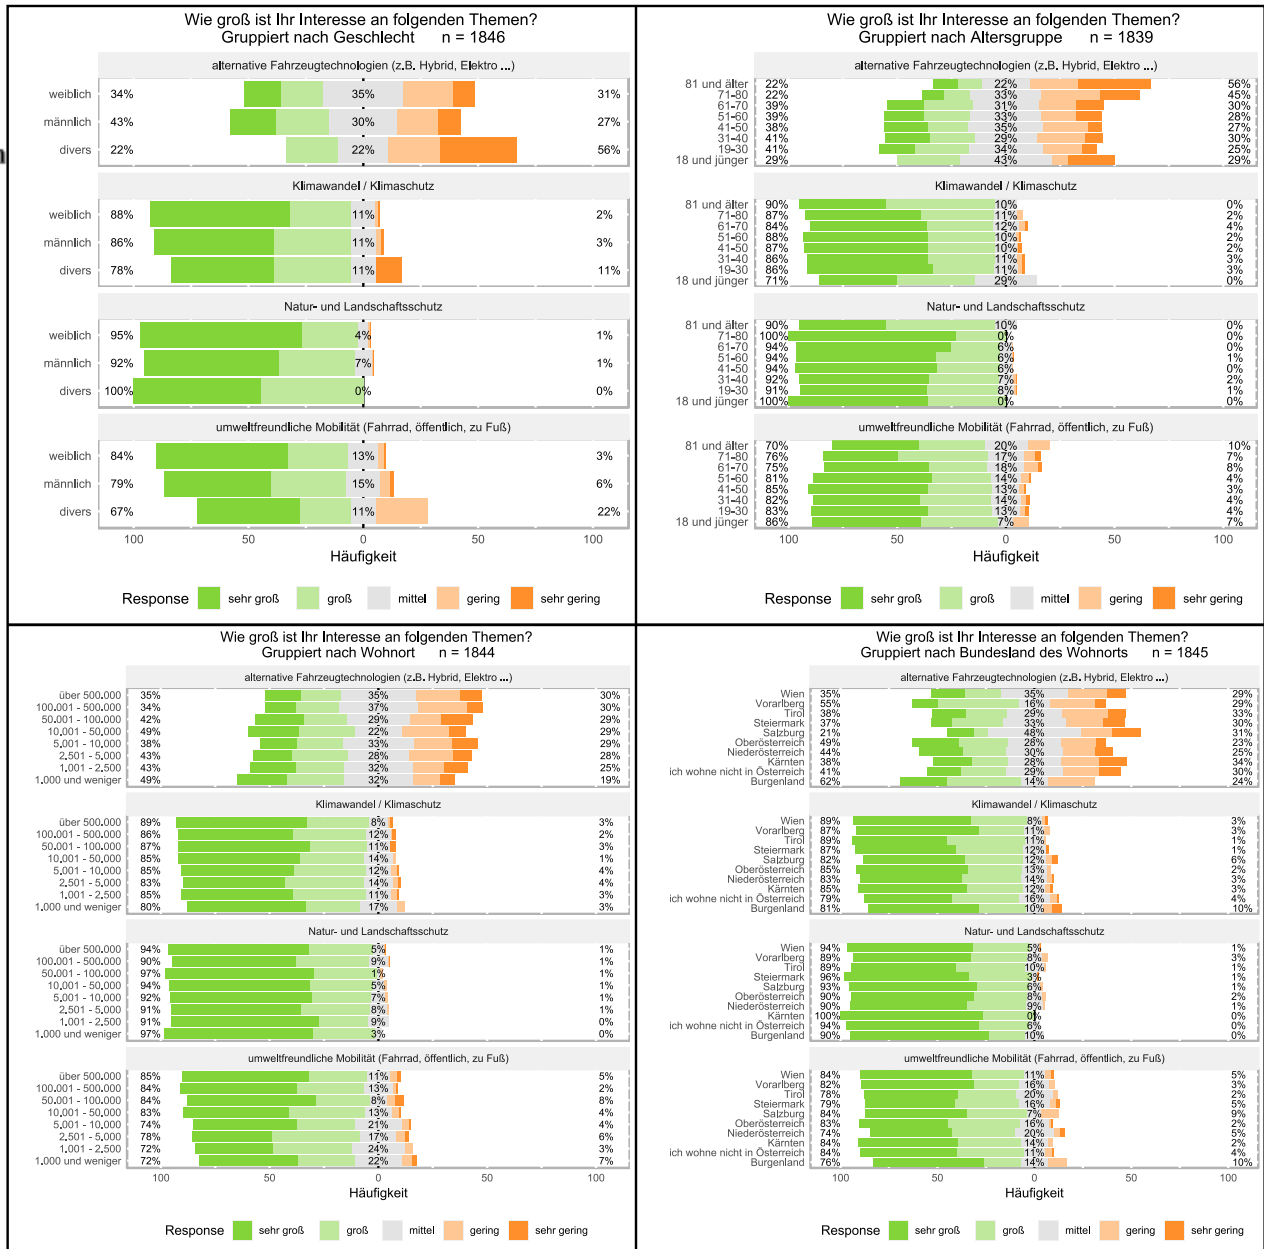 Wie groß ist Ihr Interesse an folgenden Themen?
Gruppiert nach Geschlecht n = 1846
alternative Fahrzeugtechnologien (z.B. Hybrid, Elektro ...)
weiblich 34% 35% 31%
männlich 43% 30% 27%
divers 22% 22% 56%
Klimawandel / Klimaschutz
weiblich 88% 11% 2%
männlich 86% 11% 3%
divers 78% 11% 11%
Natur- und Landschaftsschutz
weiblich 95% 4% 1%
männlich 92% 7% 1%
divers 100% 0% 0%
umweltfreundliche Mobilität (Fahrrad, öffentlich, zu Fuß)
weiblich 84% 13% 3%
männlich 79% 15% 6%
divers 67% 11% 22%
100 50 0 50 100
Häufigkeit
Response sehr groß groß mittel gering sehr gering
Wie groß ist Ihr Interesse an folgenden Themen?
Gruppiert nach Altersgruppe n = 1839
alternative Fahrzeugtechnologien (z.B. Hybrid, Elektro ...)
81 und älter 22% 22% 56%
71-80 22% 33% 45%
61-70 39% 31% 30%
51-60 39% 33% 28%
41-50 38% 35% 27%
31-40 41% 29% 30%
19-30 41% 34% 25%
18 und jünger 29% 43% 29%
Klimawandel / Klimaschutz
81 und älter 90% 10% 0%
71-80 87% 11% 2%
61-70 84% 12% 4%
51-60 88% 10% 2%
41-50 87% 10% 2%
31-40 86% 11% 3%
19-30 86% 11% 3%
18 und jünger 71% 29% 0%
Natur- und Landschaftsschutz
81 und älter 90% 10% 0%
71-80 100% 0% 0%
61-70 94% 6% 0%
51-60 94% 6% 1%
41-50 94% 6% 0%
31-40 92% 7% 2%
19-30 91% 8% 1%
18 und jünger 100% 0% 0%
umweltfreundliche Mobilität (Fahrrad, öffentlich, zu Fuß)
81 und älter 70% 20% 10%
71-80 76% 17% 7%
61-70 75% 18% 8%
51-60 81% 14% 4%
41-50 85% 13% 3%
31-40 82% 14% 4%
19-30 83% 13% 4%
18 und jünger 86% 7% 7%
100 50 0 50 100
Häufigkeit
Response sehr groß groß mittel gering sehr gering
Wie groß ist Ihr Interesse an folgenden Themen?
Gruppiert nach Wohnort n = 1844
alternative Fahrzeugtechnologien (z.B. Hybrid, Elektro ...)
über 500.000 35% 35% 30%
100.001 - 500.000 34% 37% 30%
50.001 - 100.000 42% 29% 29%
10.001 - 50.000 49% 22% 29%
5.001 - 10.000 38% 33% 29%
2.501 - 5.000 43% 28% 28%
1.001 - 2.500 43% 32% 25%
1.000 und weniger 49% 32% 19%
Klimawandel / Klimaschutz
über 500.000 89% 8% 3%
100.001 - 500.000 86% 12% 2%
50.001 - 100.000 87% 11% 3%
10.001 - 50.000 85% 14% 1%
5.001 - 10.000 85% 12% 4%
2.501 - 5.000 83% 14% 4%
1.001 - 2.500 85% 11% 3%
1.000 und weniger 80% 17% 3%
Natur- und Landschaftsschutz
über 500.000 94% 5% 1%
100.001 - 500.000 90% 9% 1%
50.001 - 100.000 97% 1% 1%
10.001 - 50.000 94% 5% 1%
5.001 - 10.000 92% 7% 1%
2.501 - 5.000 91% 8% 1%
1.001 - 2.500 91% 9% 0%
1.000 und weniger 97% 3% 0%
umweltfreundliche Mobilität (Fahrrad, öffentlich, zu Fuß)
über 500.000 85% 11% 5%
100.001 - 500.000 84% 13% 2%
50.001 - 100.000 84% 8% 8%
10.001 - 50.000 83% 13% 4%
5.001 - 10.000 74% 21% 4%
2.501 - 5.000 78% 17% 6%
1.001 - 2.500 72% 24% 3%
1.000 und weniger 72% 22% 7%
100 50 0 50 100
Häufigkeit
Response sehr groß groß mittel gering sehr gering
Wie groß ist Ihr Interesse an folgenden Themen?
Gruppiert nach Bundesland des Wohnorts n = 1845
alternative Fahrzeugtechnologien (z.B. Hybrid, Elektro ...)
Wien 35% 35% 29%
Vorarlberg 55% 16% 29%
Tirol 38% 29% 33%
Steiermark 37% 33% 30%
Salzburg 21% 48% 31%
Oberösterreich 49% 28% 23%
Niederösterreich 44% 30% 25%
Kärnten 38% 28% 34%
ich wohne nicht in Österreich 41% 29% 30%
Burgenland 62% 14% 24%
Klimawandel / Klimaschutz
Wien 89% 8% 3%
Vorarlberg 87% 11% 3%
Tirol 89% 11% 1%
Steiermark 87% 12% 1%
Salzburg 82% 12% 6%
Oberösterreich 85% 13% 2%
Niederösterreich 83% 14% 3%
Kärnten 85% 12% 3%
ich wohne nicht in Österreich 79% 16% 4%
Burgenland 81% 10% 10%
Natur- und Landschaftsschutz
Wien 94% 5% 1%
Vorarlberg 89% 8% 3%
Tirol 89% 10% 1%
Steiermark 96% 3% 1%
Salzburg 93% 6% 1%
Oberösterreich 90% 8% 2%
Niederösterreich 90% 9% 1%
Kärnten 100% 0% 0%
ich wohne nicht in Österreich 94% 6% 0%
Burgenland 90% 10% 0%
umweltfreundliche Mobilität (Fahrrad, öffentlich, zu Fuß)
Wien 84% 11% 5%
Vorarlberg 82% 16% 3%
Tirol 78% 20% 2%
Steiermark 79% 16% 5%
Salzburg 84% 7% 9%
Oberösterreich 83% 16% 2%
Niederösterreich 74% 20% 5%
Kärnten 84% 14% 2%
ich wohne nicht in Österreich 84% 11% 4%
Burgenland 76% 14% 10%
100 50 0 50 100
Häufigkeit
Response sehr groß groß mittel gering sehr gering